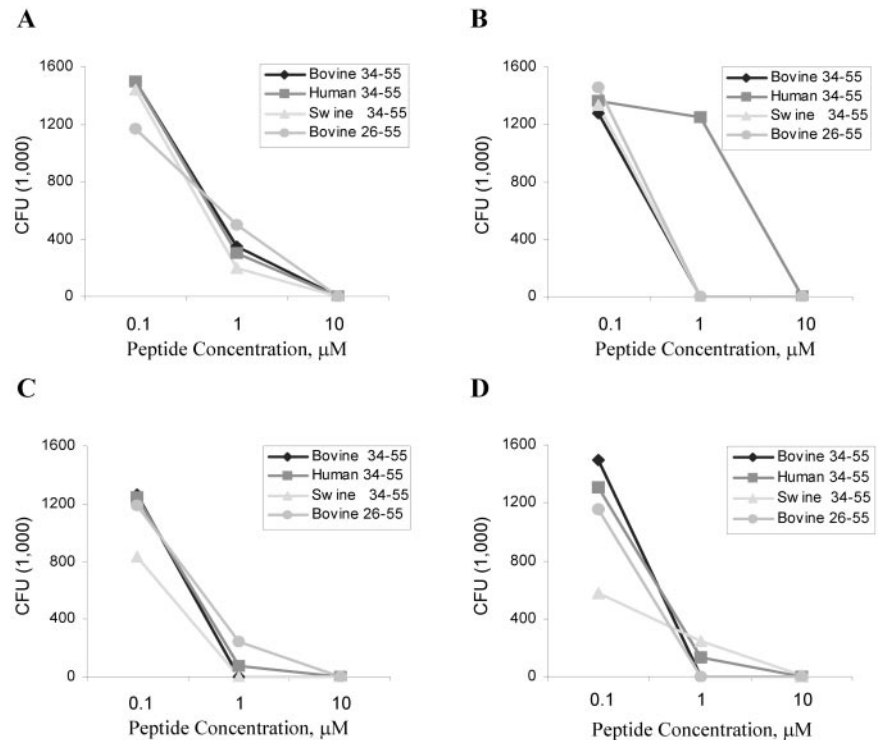 A
1600
1200
800
400
0
CFU (1,000)
0.1 1 10
Peptide Concentration, μM
Bovine 34-55
Human 34-55
Swine 34-55
Bovine 26-55
B
1600
1200
800
400
0
CFU (1,000)
0.1 1 10
Peptide Concentration, μM
Bovine 34-55
Human 34-55
Swine 34-55
Bovine 26-55
C
1600
1200
800
400
0
CFU (1,000)
0.1 1 10
Peptide Concentration, μM
Bovine 34-55
Human 34-55
Swine 34-55
Bovine 26-55
D
1600
1200
800
400
0
CFU (1,000)
0.1 1 10
Peptide Concentration, μM
Bovine 34-55
Human 34-55
Swine 34-55
Bovine 26-55